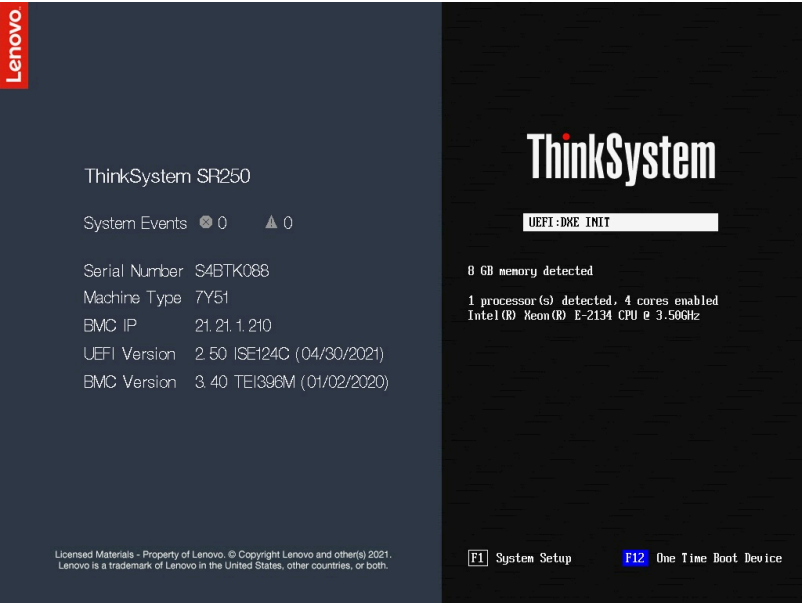 Lenovo.
ThinkSystem SR250
System Events 0 0
Serial Number S4BTK088
Machine Type 7Y51
BMC IP 21.21.1.210
UEFI Version 2.50 ISE124C (04/30/2021)
BMC Version 3.40 TEI396M (01/02/2020)
Licensed Materials - Property of Lenovo. © Copyright Lenovo and other(s) 2021.
Lenovo is a trademark of Lenovo in the United States, other countries, or both.
ThinkSystem
UEFI:DXE INIT
8 GB memory detected
1 processor(s) detected, 4 cores enabled
Intel(R) Xeon(R) E-2134 CPU @ 3.50GHz
F1 System Setup F12 One Time Boot Device